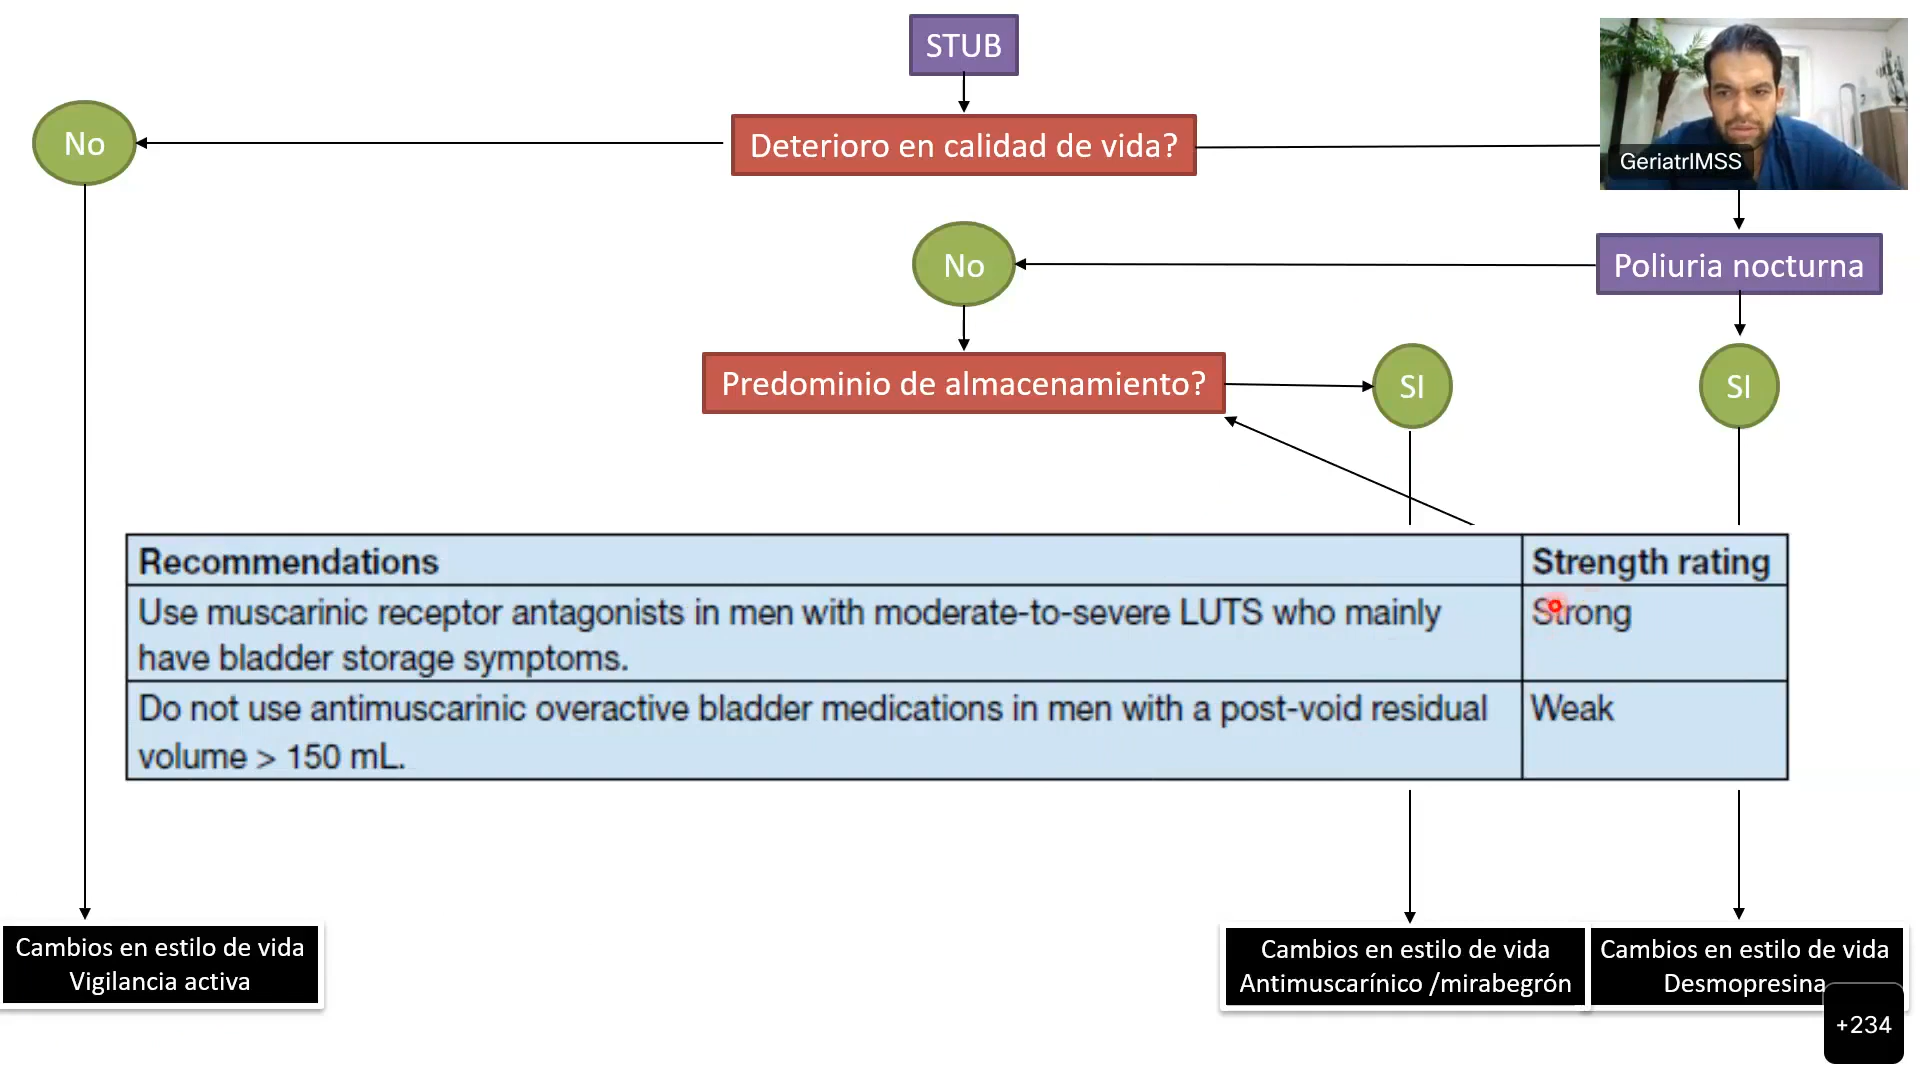 STUB
No
Deterioro en calidad de vida?
GeriatrIMSS
No
Poliuria nocturna
Predominio de almacenamiento?
SI
SI
Recommendations
Strength rating
Use muscarinic receptor antagonists in men with moderate-to-severe LUTS who mainly
have bladder storage symptoms.
Strong
Do not use antimuscarinic overactive bladder medications in men with a post-void residual
volume > 150 mL.
Weak
Cambios en estilo de vida
Vigilancia activa
Cambios en estilo de vida
Antimuscarínico /mirabegrón
Cambios en estilo de vida
Desmopresina
+234